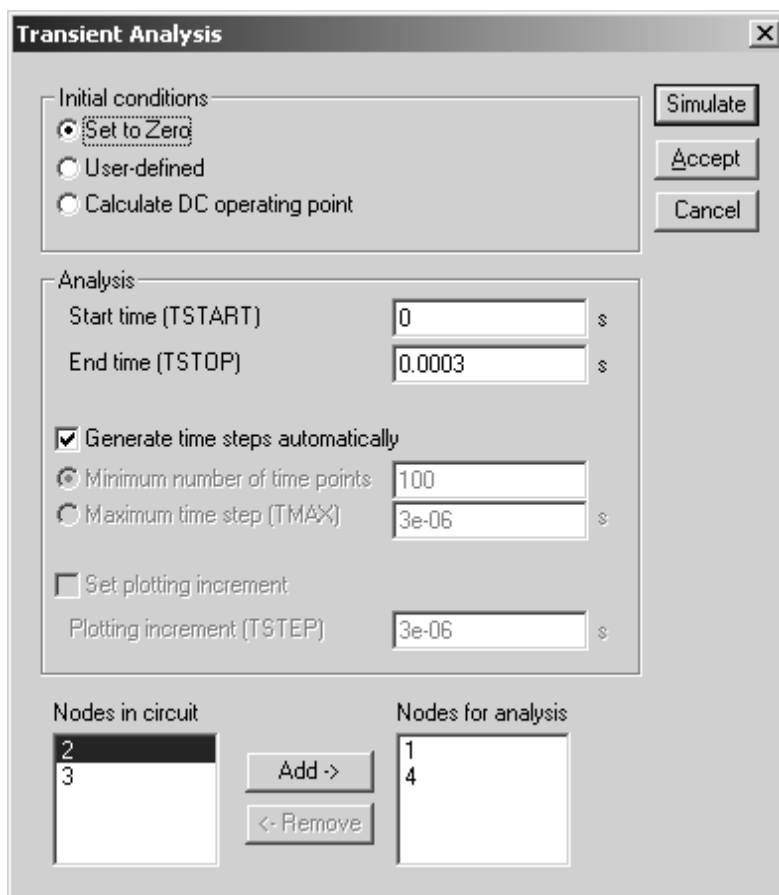 Transient Analysis
Initial conditions
Set to Zero
User-defined
Calculate DC operating point
Simulate
Accept
Cancel
Analysis
Start time (TSTART) 0 s
End time (TSTOP) 0.0003 s
Generate time steps automatically
Minimum number of time points 100
Maximum time step (TMAX) 3e-06 s
Set plotting increment
Plotting increment (TSTEP) 3e-06 s
Nodes in circuit
2
3
Add ->
<- Remove
Nodes for analysis
1
4